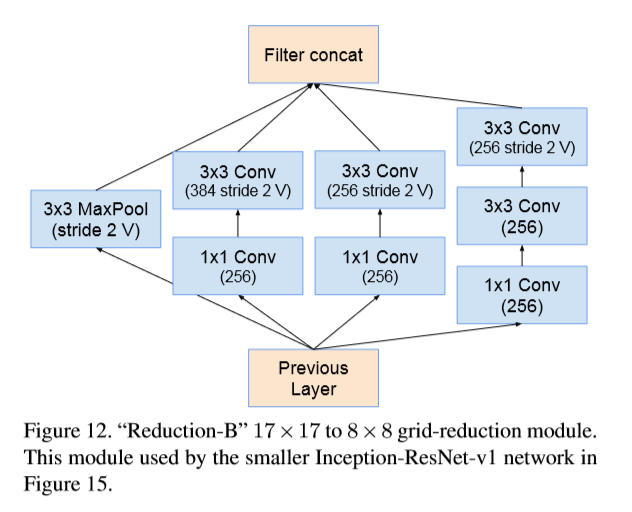 Filter concat
3x3 Conv
(256 stride 2 V)
3x3 Conv
(384 stride 2 V)
3x3 Conv
(256 stride 2 V)
3x3 MaxPool
(stride 2 V)
3x3 Conv
(256)
1x1 Conv
(256)
1x1 Conv
(256)
1x1 Conv
(256)
Previous
Layer
Figure 12. “Reduction-B” 17 × 17 to 8 × 8 grid-reduction module.
This module used by the smaller Inception-ResNet-v1 network in
Figure 15.